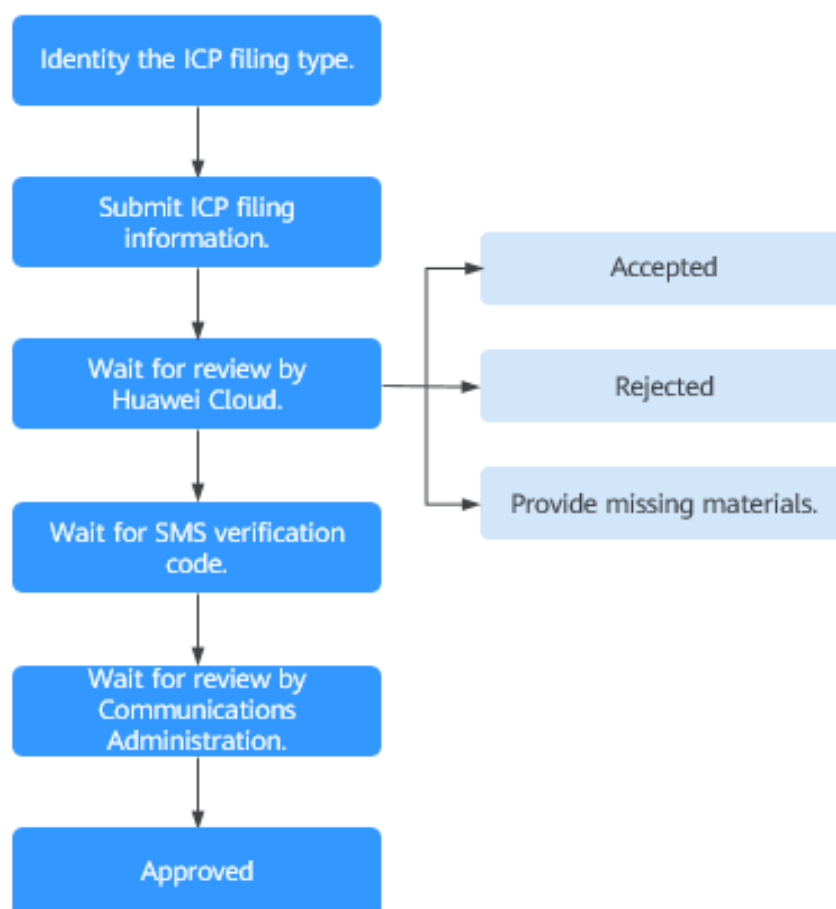 Identity the ICP filing type.
Submit ICP filing
information.
Wait for review by
Huawei Cloud.
Accepted
Rejected
Provide missing materials.
Wait for SMS verification
code.
Wait for review by
Communications
Administration.
Approved